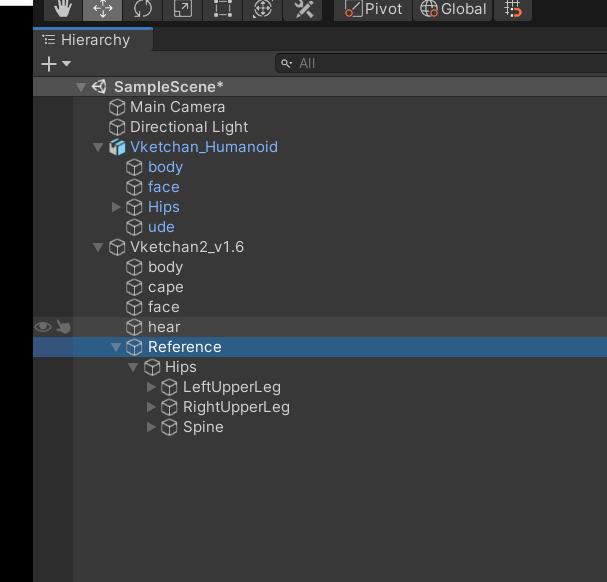 Pivot Global
Hierarchy
All
SampleScene*
Main Camera
Directional Light
Vketchan_Humanoid
body
face
Hips
ude
Vketchan2_v1.6
body
cape
face
hear
Reference
Hips
LeftUpperLeg
RightUpperLeg
Spine